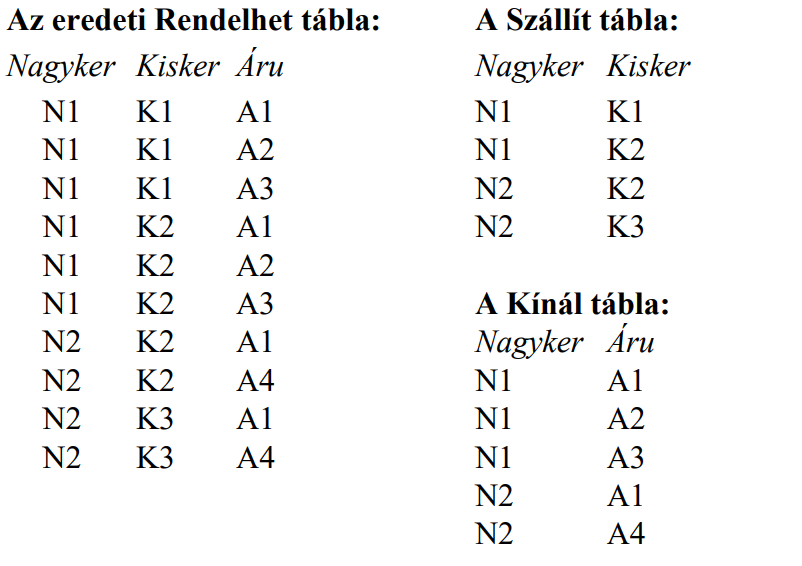 Az eredeti Rendelhet tábla:
Nagyker Kisker Áru
N1 K1 A1
N1 K1 A2
N1 K1 A3
N1 K2 A1
N1 K2 A2
N1 K2 A3
N2 K2 A1
N2 K2 A4
N2 K3 A1
N2 K3 A4
A Szállít tábla:
Nagyker Kisker
N1 K1
N1 K2
N2 K2
N2 K3
A Kínál tábla:
Nagyker Áru
N1 A1
N1 A2
N1 A3
N2 A1
N2 A4